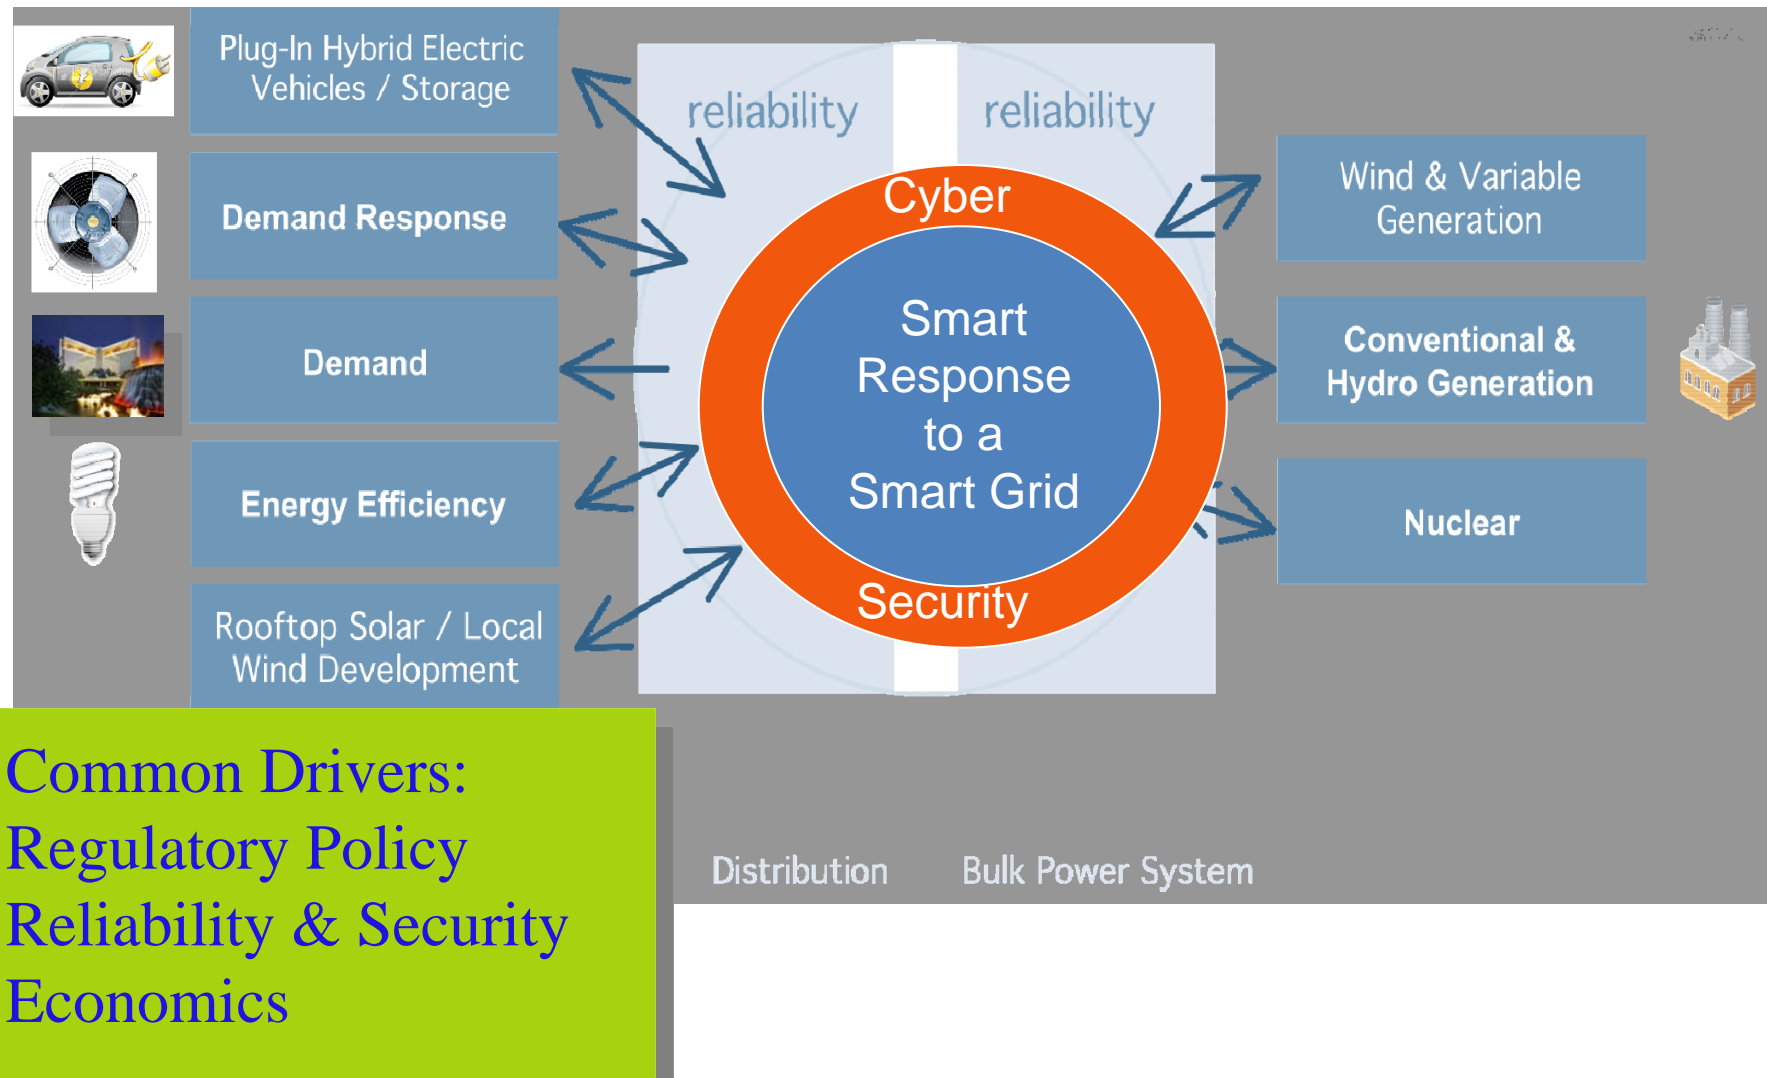 Plug-In Hybrid Electric
Vehicles / Storage
Demand Response
Demand
Energy Efficiency
Rooftop Solar / Local
Wind Development
reliability
reliability
Cyber
Smart
Response
to a
Smart Grid
Security
Wind & Variable
Generation
Conventional &
Hydro Generation
Nuclear
Common Drivers:
Regulatory Policy
Reliability & Security
Economics
Distribution
Bulk Power System